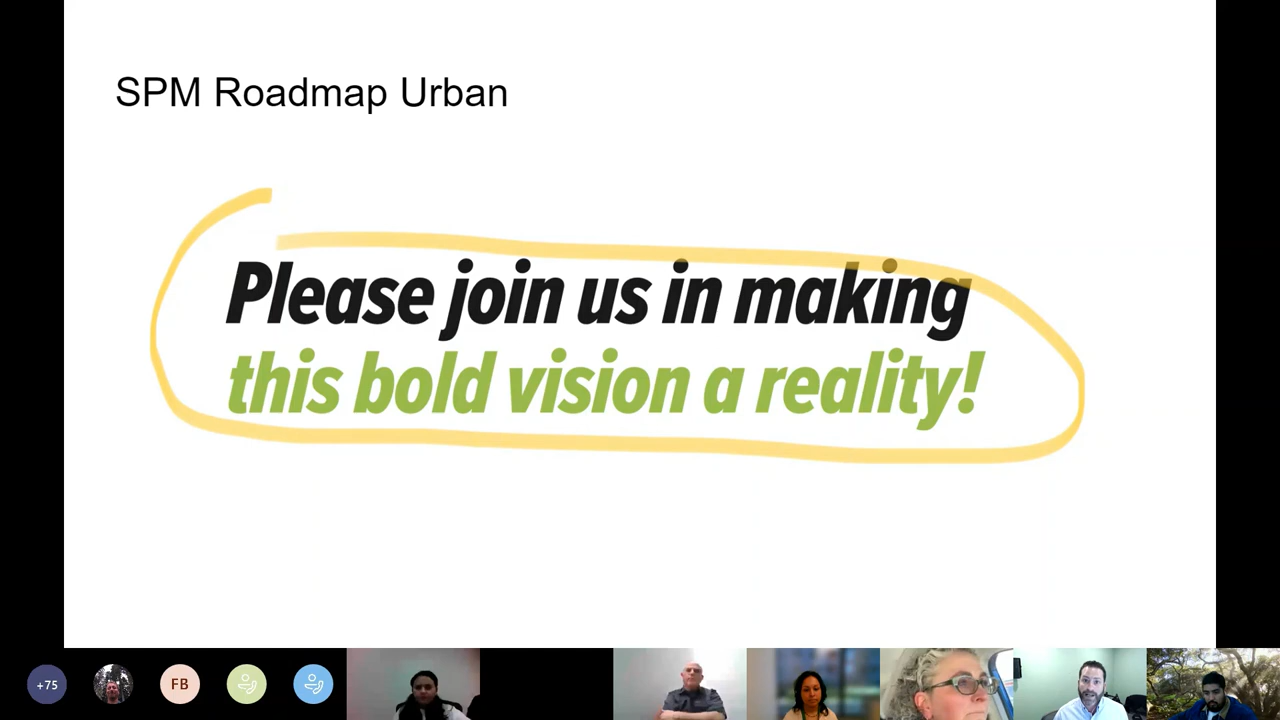 SPM Roadmap Urban
Please join us in making
this bold vision a reality!
+75
FB